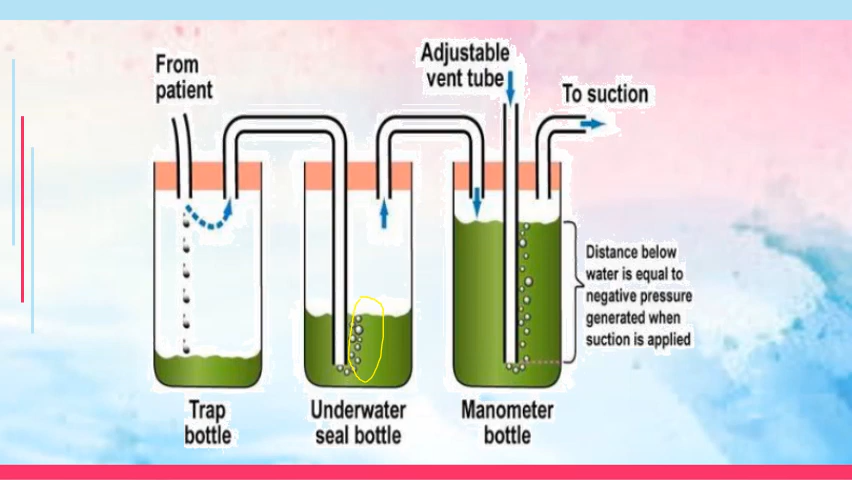 From
patient
Adjustable
vent tube
To suction
Distance below
water is equal to
negative pressure
generated when
suction is applied
Trap
bottle
Underwater
seal bottle
Manometer
bottle